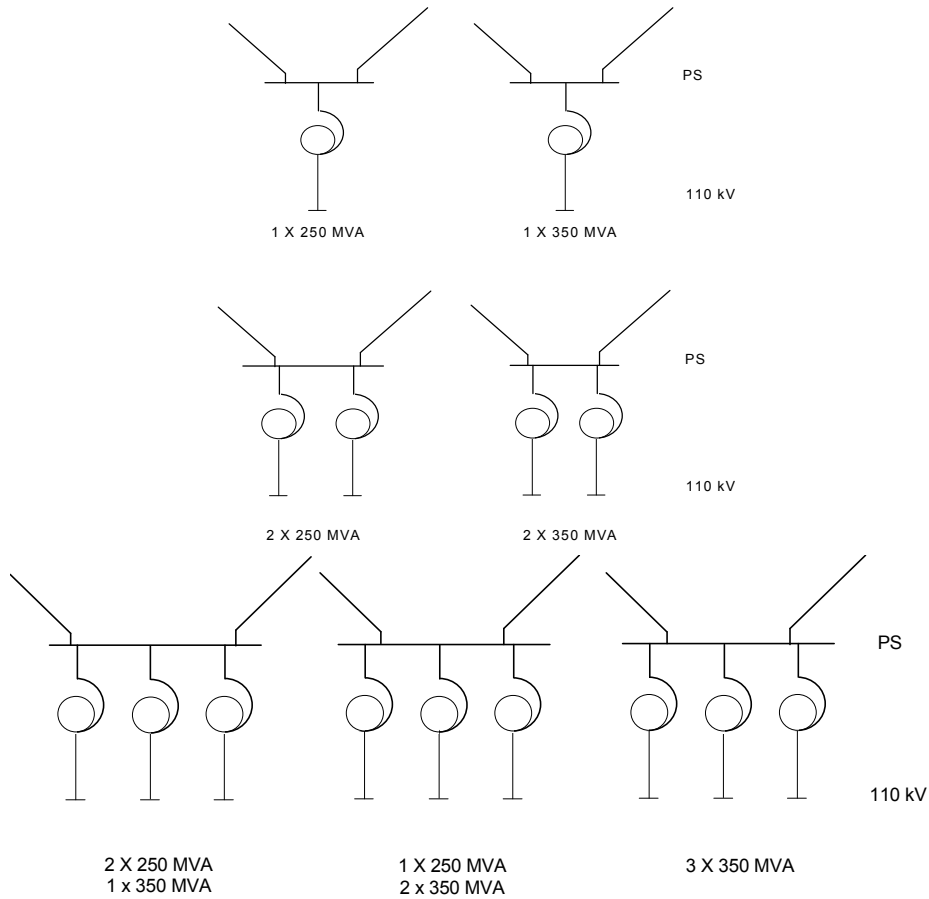 PS
110 kV
1 X 250 MVA
1 X 350 MVA
PS
110 kV
2 X 250 MVA
2 X 350 MVA
PS
110 kV
2 X 250 MVA
1 x 350 MVA
1 X 250 MVA
2 x 350 MVA
3 X 350 MVA